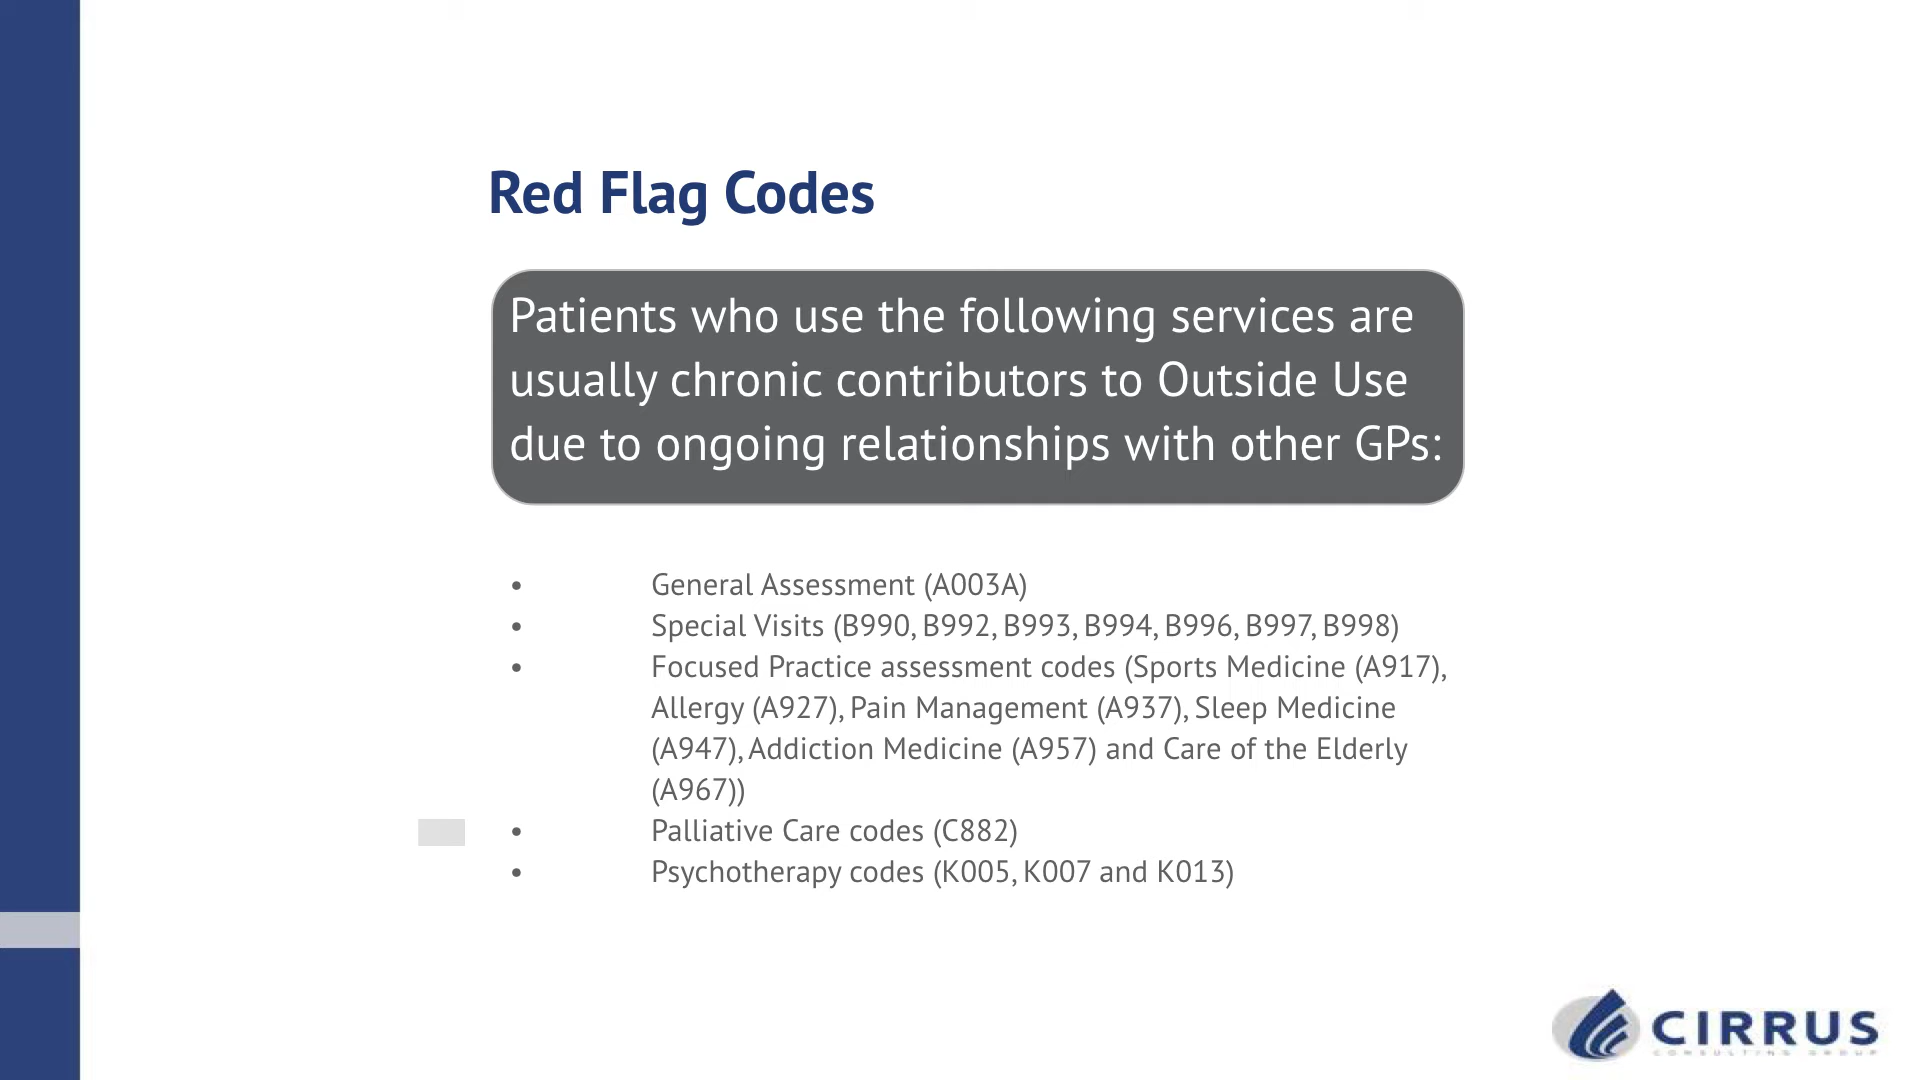 Red Flag Codes
Patients who use the following services are
usually chronic contributors to Outside Use
due to ongoing relationships with other GPs:
• General Assessment (A003A)
• Special Visits (B990, B992, B993, B994, B996, B997, B998)
• Focused Practice assessment codes (Sports Medicine (A917),
Allergy (A927), Pain Management (A937), Sleep Medicine
(A947), Addiction Medicine (A957) and Care of the Elderly
(A967))
• Palliative Care codes (C882)
• Psychotherapy codes (K005, K007 and K013)
CIRRUS
CONSULTING GROUP